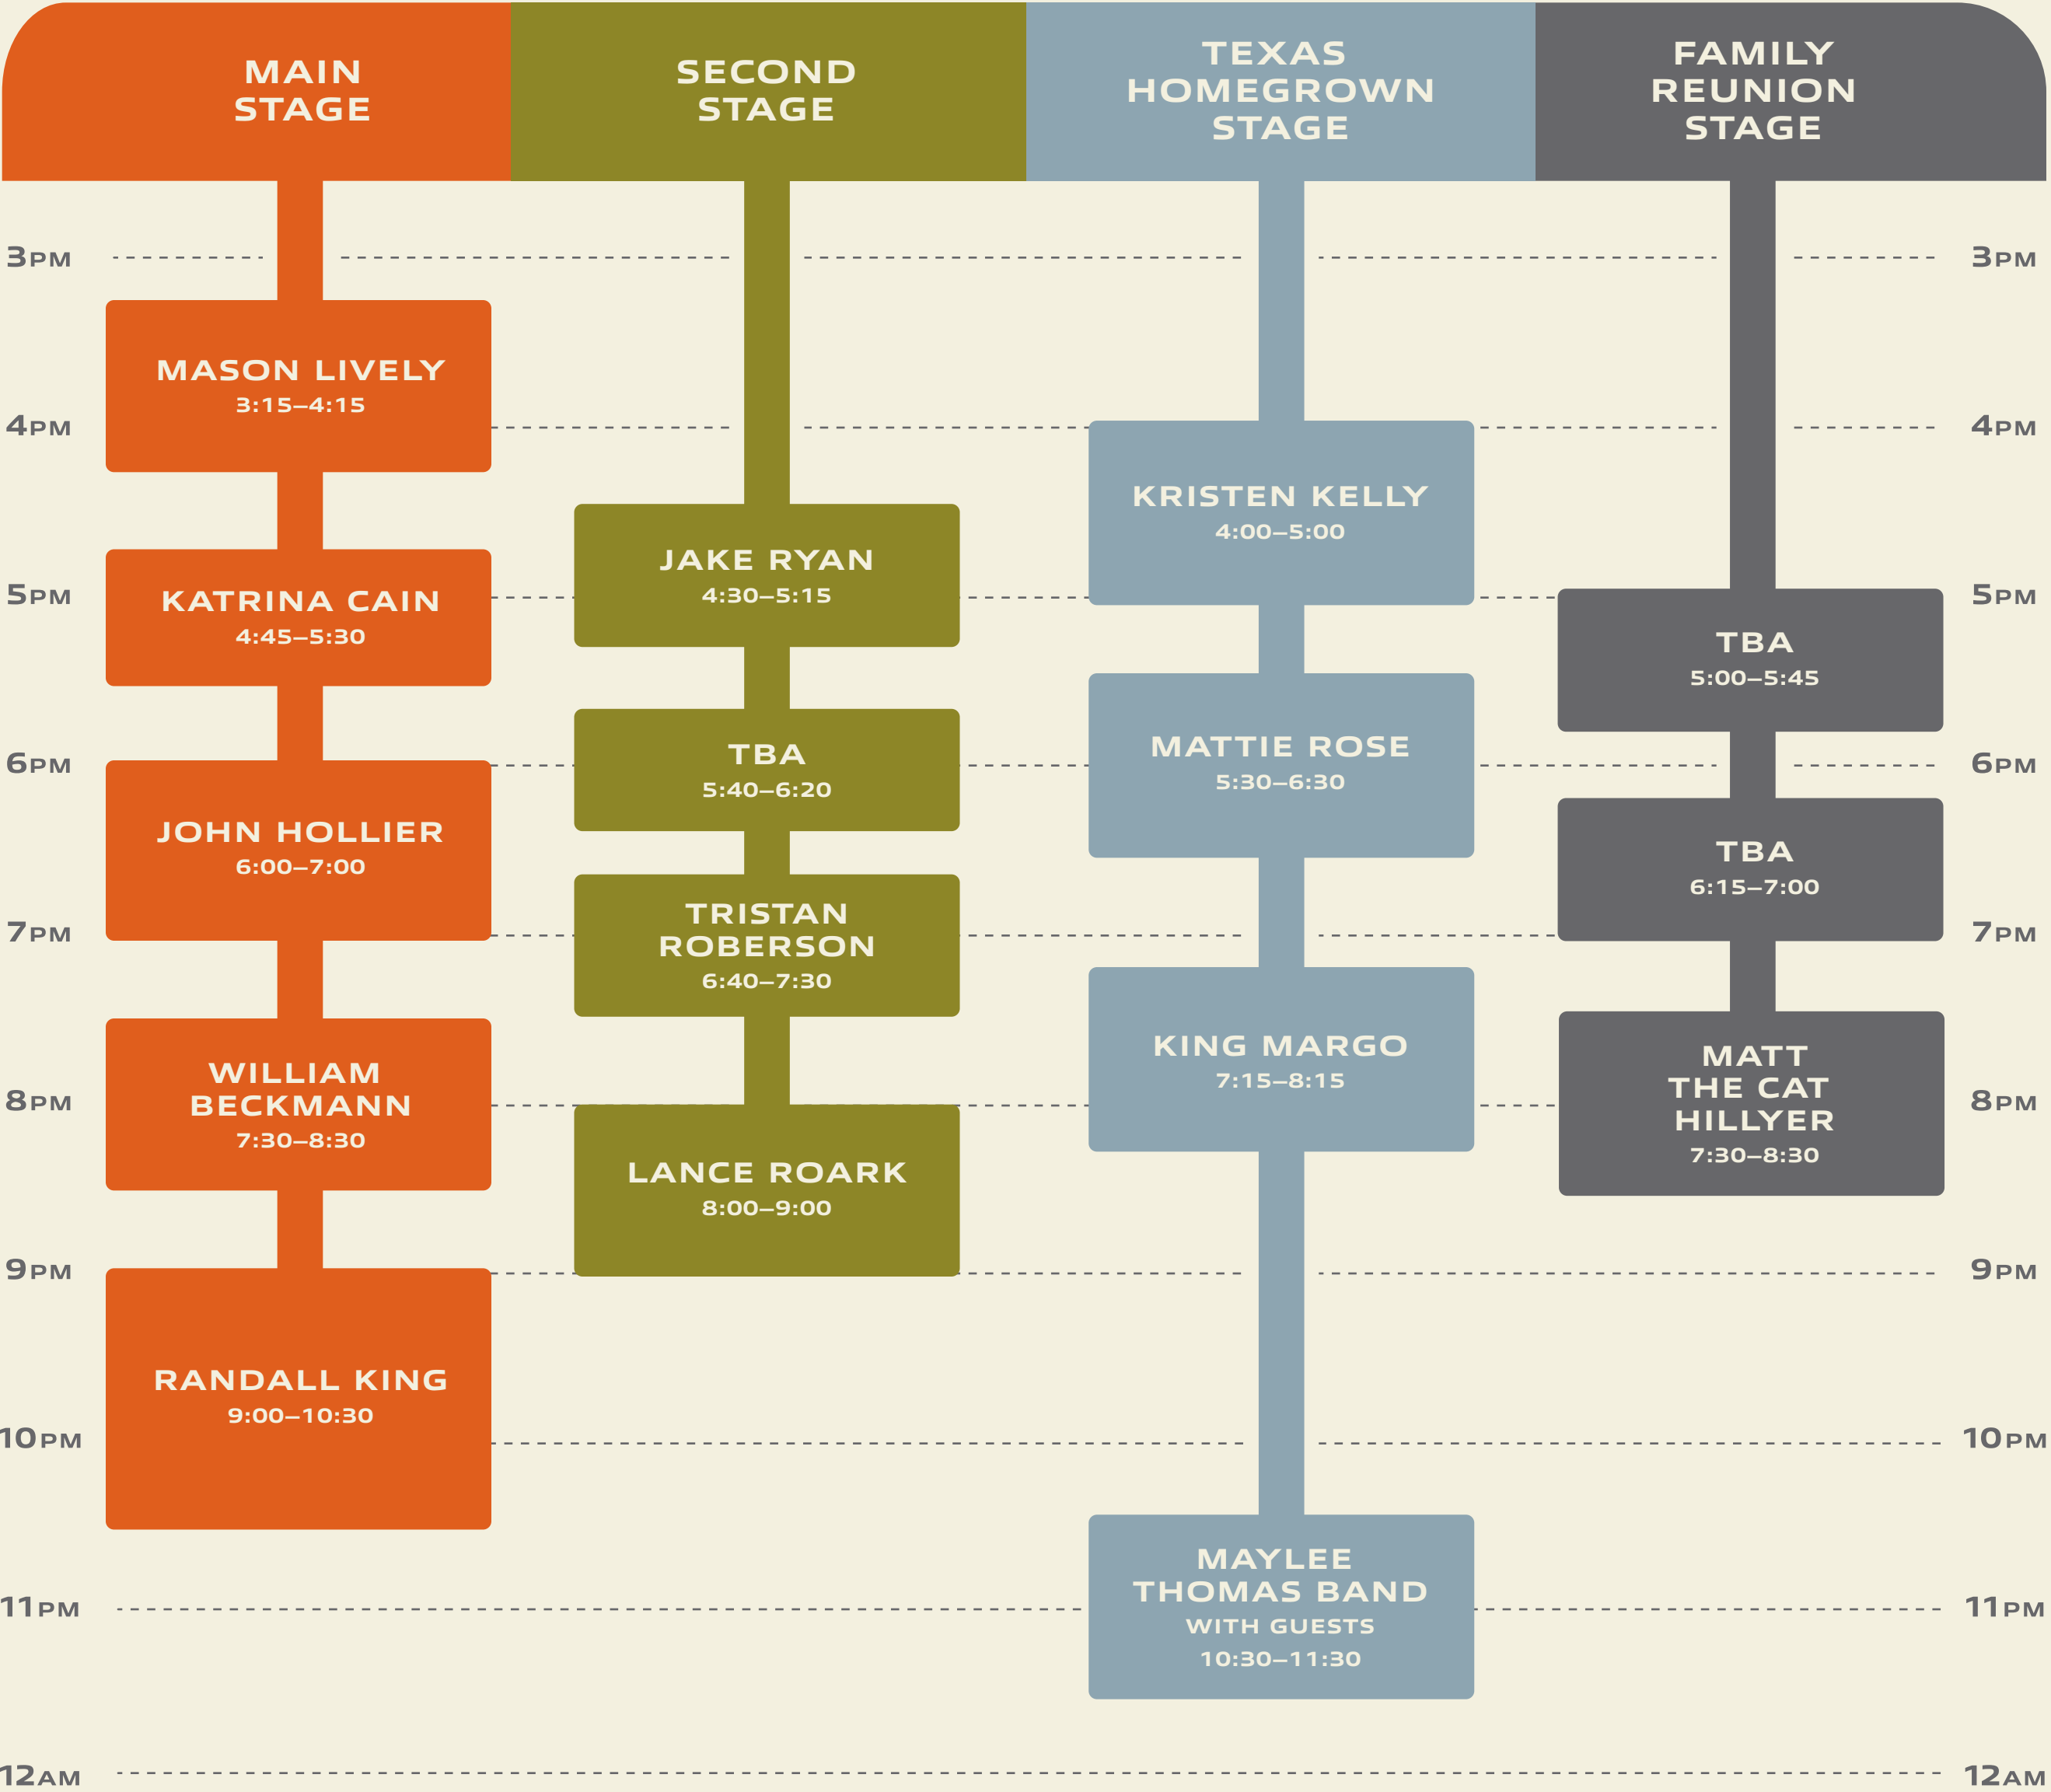 MAIN
STAGE
SECOND
STAGE
TEXAS
HOMEGROWN
STAGE
FAMILY
REUNION
STAGE
3PM
3PM
MASON LIVELY
3:15–4:15
4PM
4PM
KRISTEN KELLY
4:00–5:00
JAKE RYAN
4:30–5:15
KATRINA CAIN
4:45–5:30
5PM
5PM
TBA
5:00–5:45
MATTIE ROSE
5:30–6:30
TBA
5:40–6:20
6PM
6PM
JOHN HOLLIER
6:00–7:00
TBA
6:15–7:00
TRISTAN
ROBERSON
6:40–7:30
7PM
7PM
KING MARGO
7:15–8:15
WILLIAM
BECKMANN
7:30–8:30
MATT
THE CAT
HILLYER
7:30–8:30
8PM
8PM
LANCE ROARK
8:00–9:00
9PM
9PM
RANDALL KING
9:00–10:30
10PM
10PM
MAYLEE
THOMAS BAND
WITH GUESTS
10:30–11:30
11PM
11PM
12AM
12AM